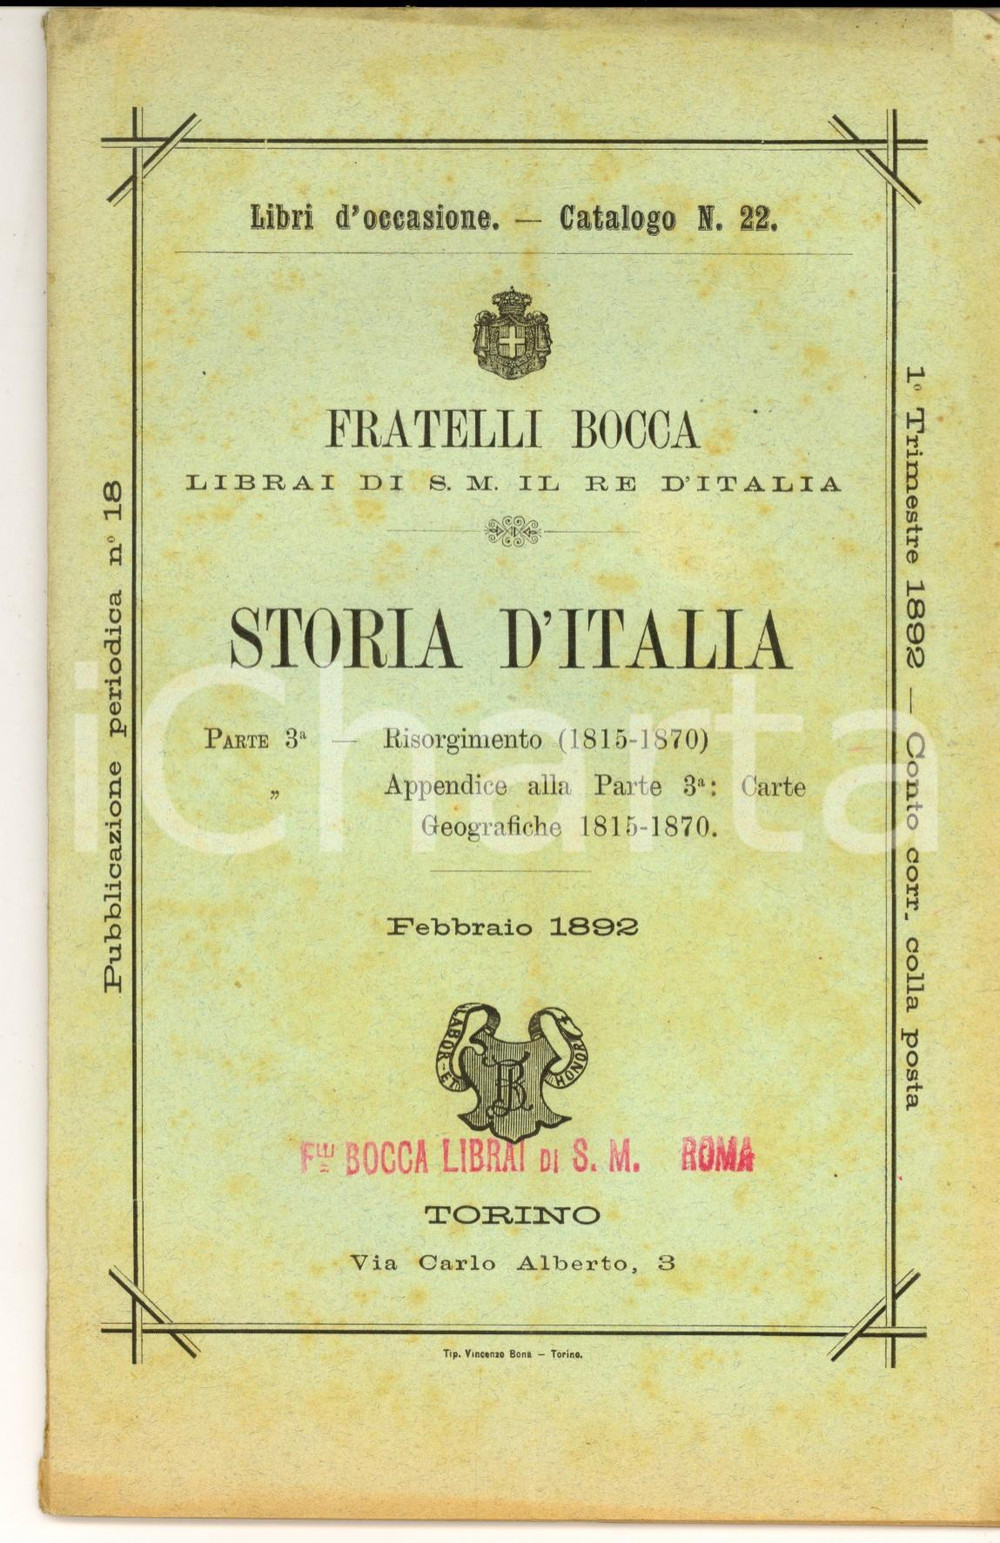 Libri d'occasione. — Catalogo N. 22.
FRATELLI BOCCA
LIBRAI DI S. M. IL RE D'ITALIA
STORIA D'ITALIA
PARTE 3ª — Risorgimento (1815-1870)
„ Appendice alla Parte 3ª: Carte
Geografiche 1815-1870.
Febbraio 1892
LABOR-ET HONOR
FB
Flli BOCCA LIBRAI DI S. M. ROMA
TORINO
Via Carlo Alberto, 3
Tip. Vincenzo Bona — Torino.
Pubblicazione periodica n° 18
1° Trimestre 1892 — Conto corr. colla posta
iCharta